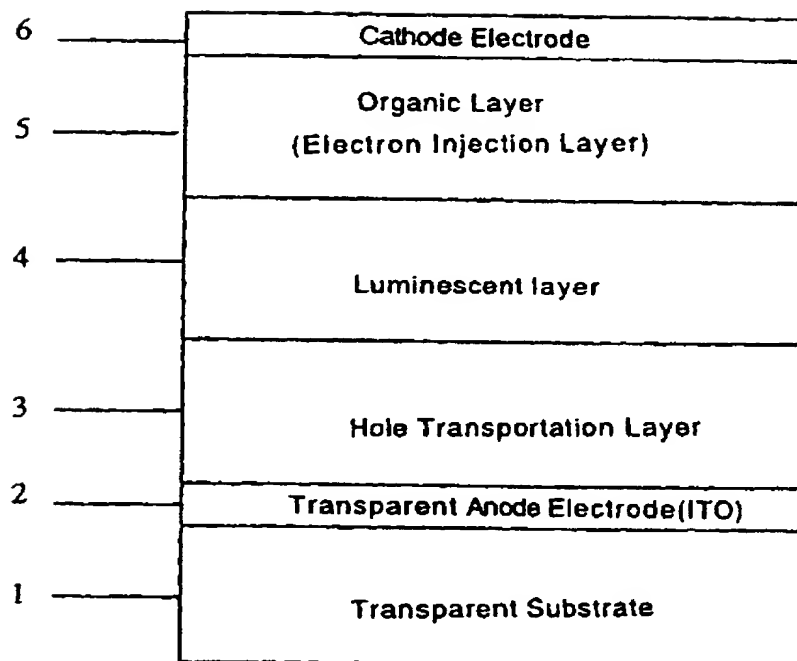 6 Cathode Electrode
5 Organic Layer
(Electron Injection Layer)
4 Luminescent layer
3 Hole Transportation Layer
2 Transparent Anode Electrode(ITO)
1 Transparent Substrate